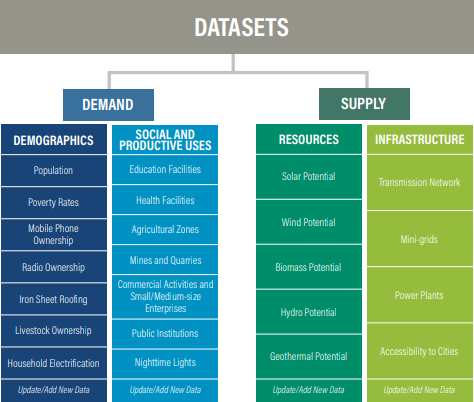 DATASETS
DEMAND
SUPPLY
DEMOGRAPHICS
Population
Poverty Rates
Mobile Phone
Ownership
Radio Ownership
Iron Sheet Roofing
Livestock Ownership
Household Electrification
Update/Add New Data
SOCIAL AND
PRODUCTIVE USES
Education Facilities
Health Facilities
Agricultural Zones
Mines and Quarries
Commercial Activities and
Small/Medium-size
Enterprises
Public Institutions
Nighttime Lights
Update/Add New Data
RESOURCES
Solar Potential
Wind Potential
Biomass Potential
Hydro Potential
Geothermal Potential
Update/Add New Data
INFRASTRUCTURE
Transmission Network
Mini-grids
Power Plants
Accessibility to Cities
Update/Add New Data